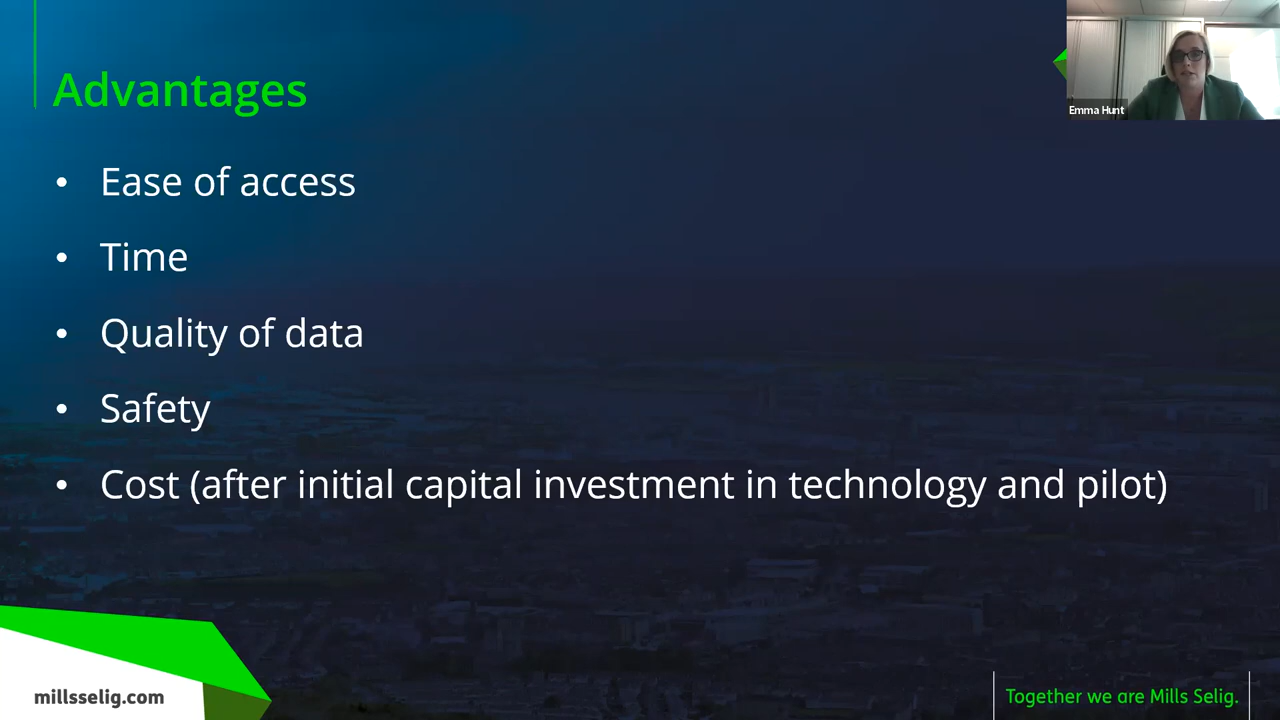 Advantages
Emma Hunt
• Ease of access
• Time
• Quality of data
• Safety
• Cost (after initial capital investment in technology and pilot)
millsselig.com
Together we are Mills Selig.